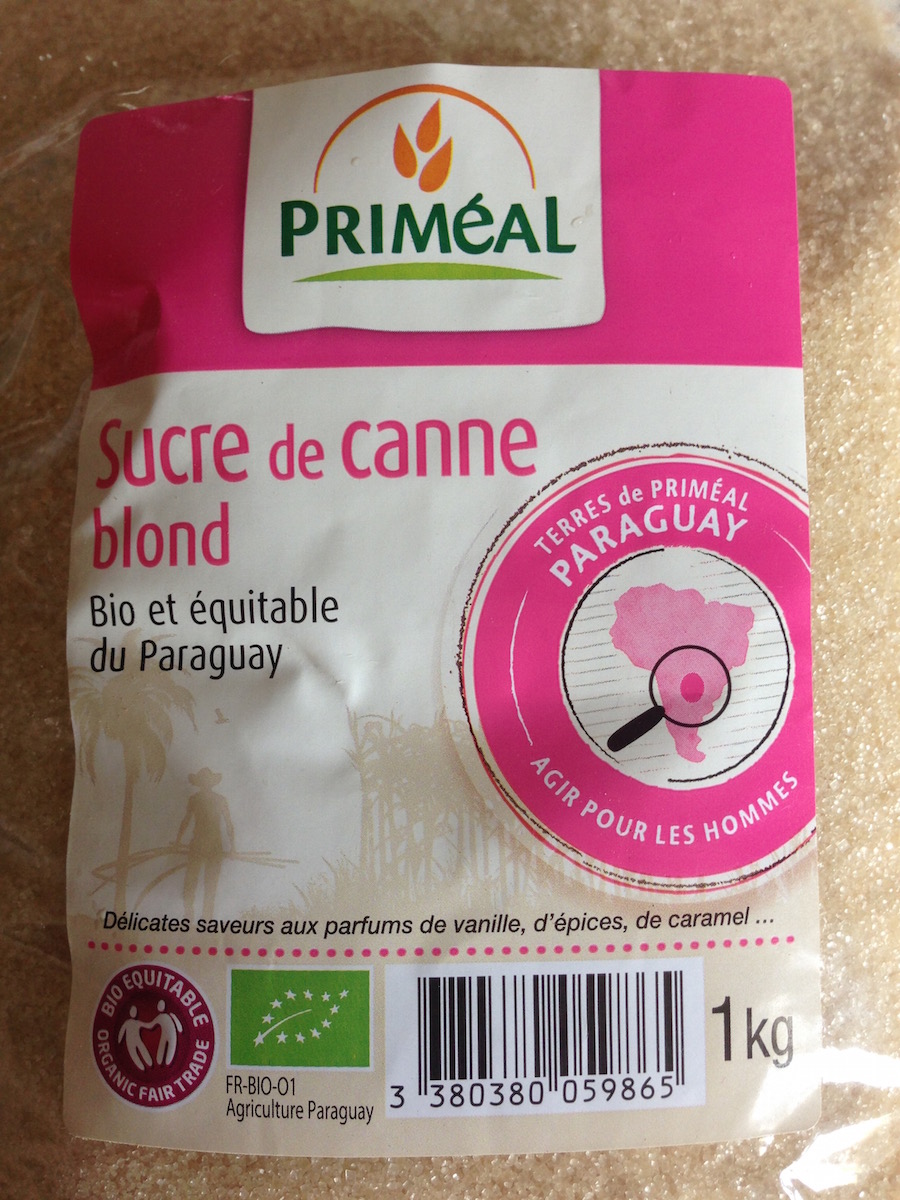 PRIMéAL
Sucre de canne
blond
Bio et équitable
du Paraguay
TERRES de PRIMÉAL
PARAGUAY
AGIR POUR LES HOMMES
Délicates saveurs aux parfums de vanille, d'épices, de caramel ...
BIO EQUITABLE
ORGANIC FAIR TRADE
FR-BIO-01
Agriculture Paraguay
3 380380 059865
1 kg